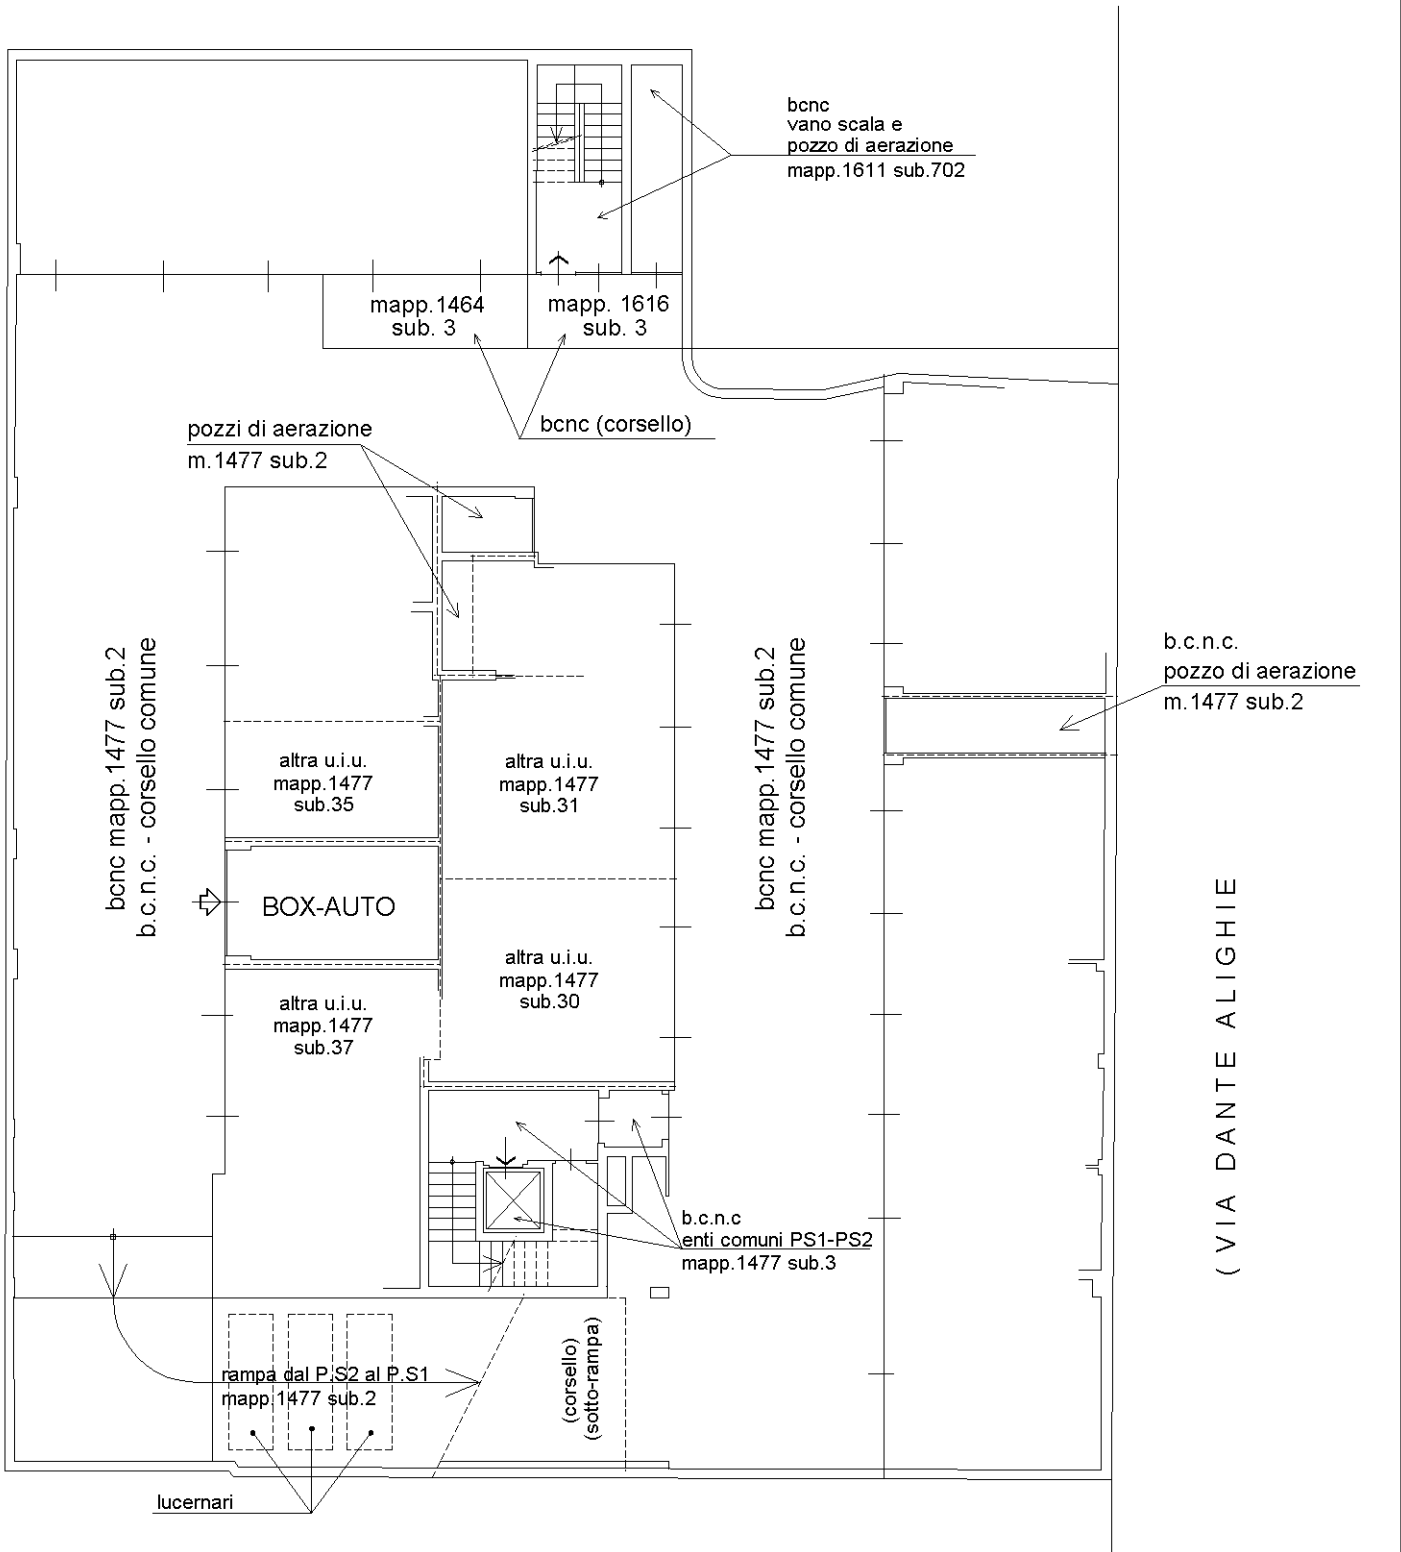 bcnc
vano scala e
pozzo di aerazione
mapp.1611 sub.702
mapp.1464
sub. 3
mapp. 1616
sub. 3
bcnc (corsello)
pozzi di aerazione
m.1477 sub.2
bcnc mapp.1477 sub.2
b.c.n.c. - corsello comune
bcnc mapp.1477 sub.2
b.c.n.c. - corsello comune
b.c.n.c.
pozzo di aerazione
m.1477 sub.2
altra u.i.u.
mapp.1477
sub.35
altra u.i.u.
mapp.1477
sub.31
BOX-AUTO
altra u.i.u.
mapp.1477
sub.30
altra u.i.u.
mapp.1477
sub.37
( VIA DANTE ALIGHIE
b.c.n.c
enti comuni PS1-PS2
mapp.1477 sub.3
(corsello)
(sotto-rampa)
rampa dal P.S2 al P.S1
mapp.1477 sub.2
lucernari